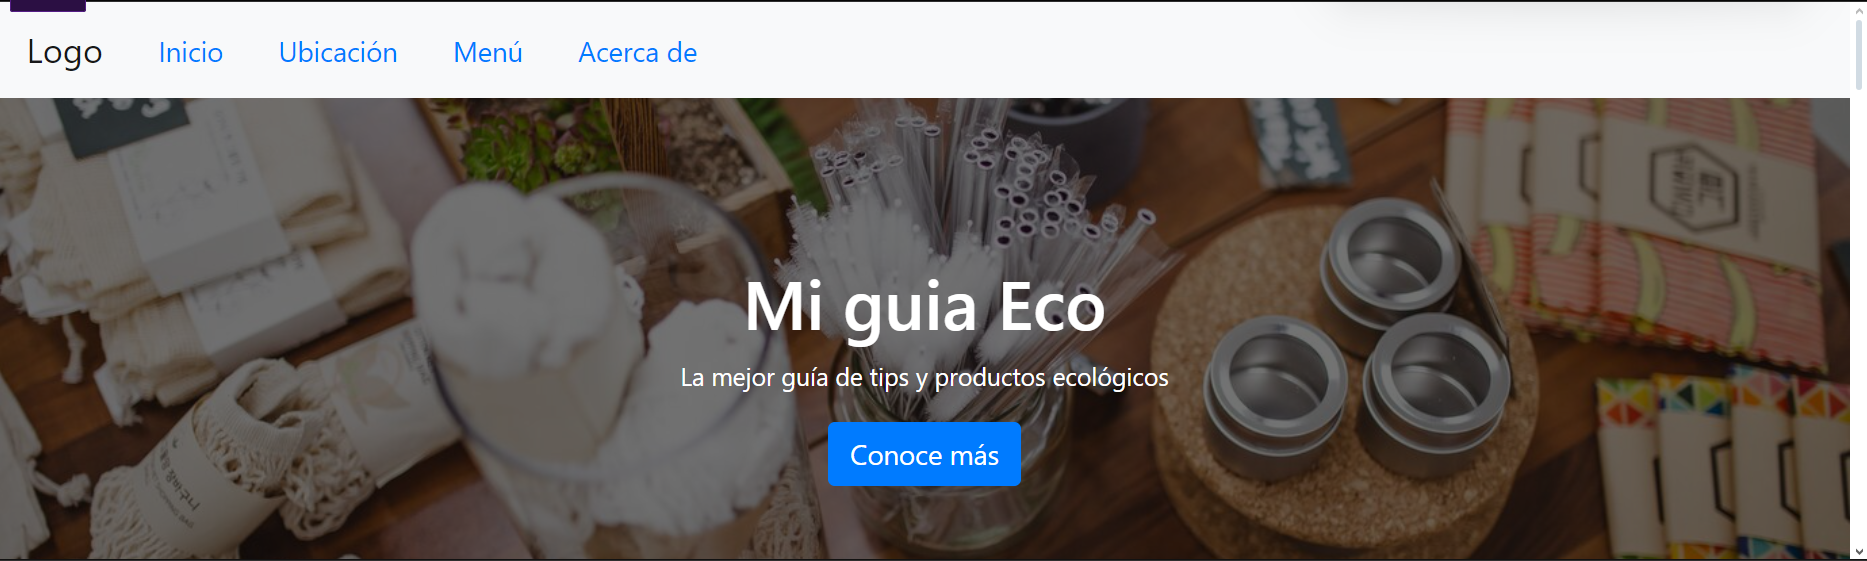 Logo
Inicio
Ubicación
Menú
Acerca de
Mi guia Eco
La mejor guía de tips y productos ecológicos
Conoce más